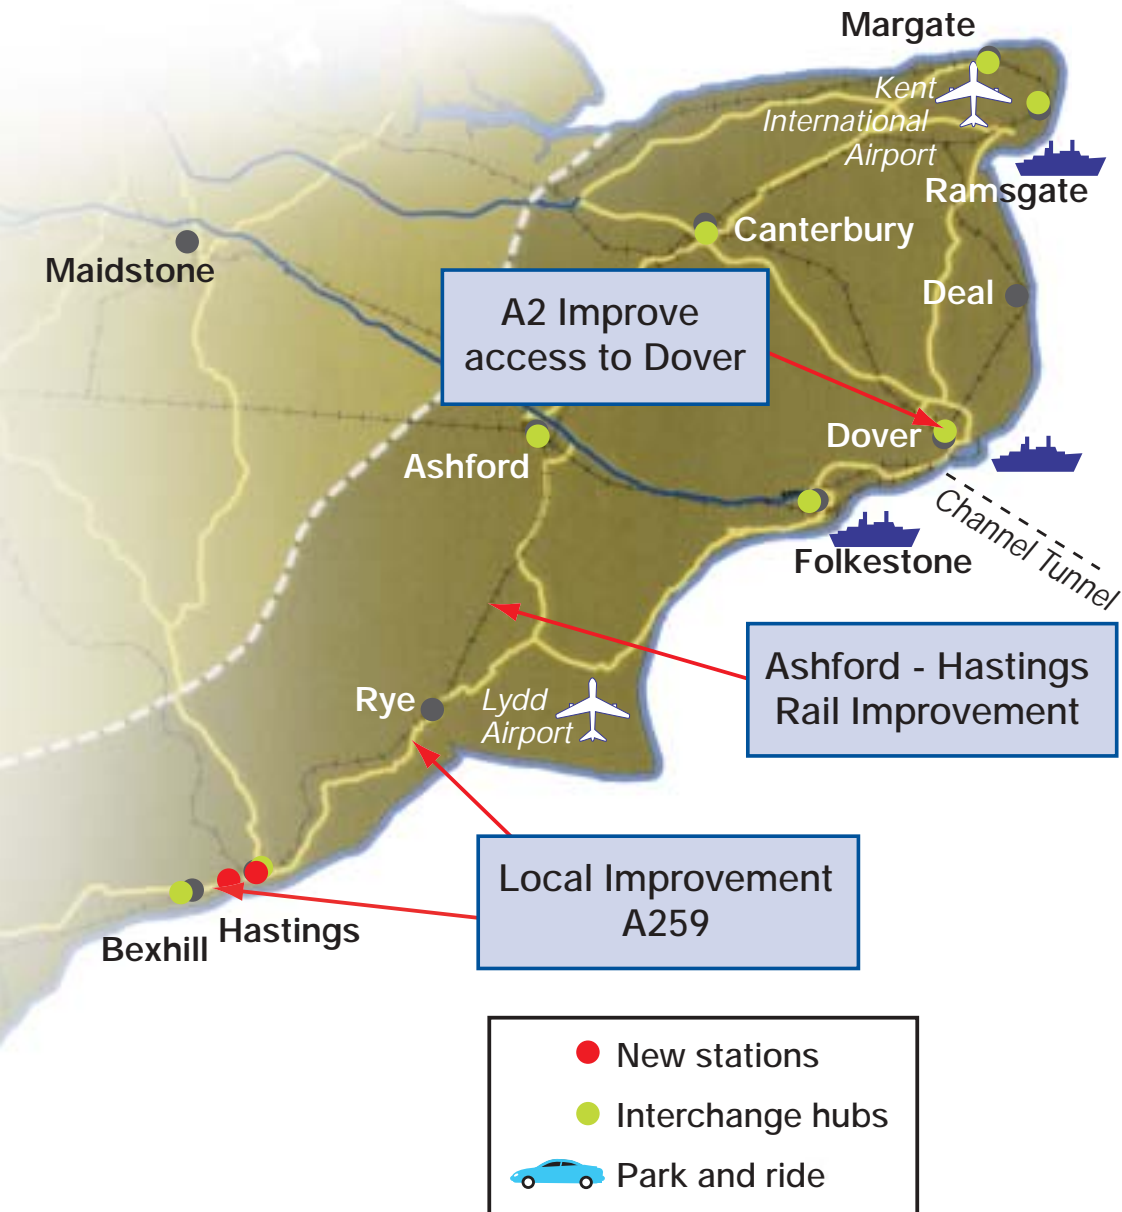 Margate
Kent
International
Airport
Ramsgate
Canterbury
Maidstone
Deal
A2 Improve
access to Dover
Dover
Ashford
Channel Tunnel
Folkestone
Ashford - Hastings
Rail Improvement
Rye
Lydd
Airport
Local Improvement
A259
Hastings
Bexhill
New stations
Interchange hubs
Park and ride